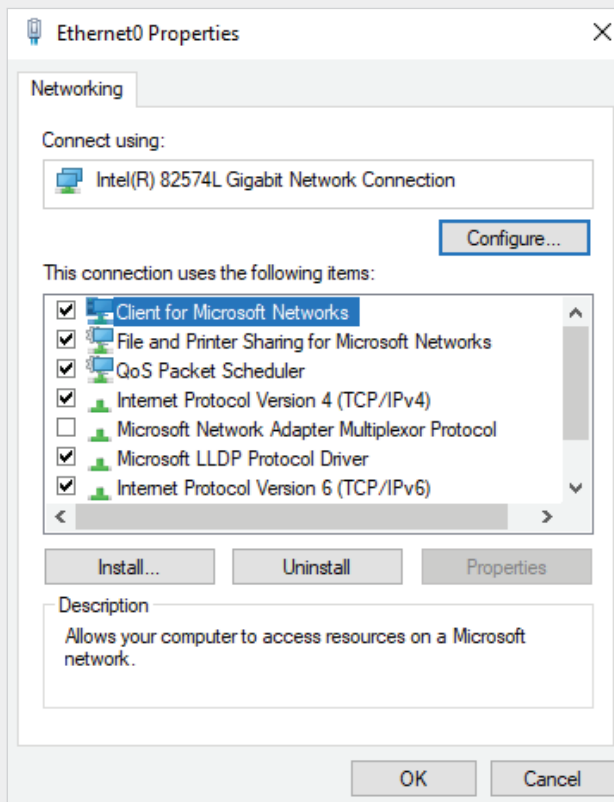 Ethernet0 Properties
Networking
Connect using:
Intel(R) 82574L Gigabit Network Connection
Configure...
This connection uses the following items:
Client for Microsoft Networks
File and Printer Sharing for Microsoft Networks
QoS Packet Scheduler
Internet Protocol Version 4 (TCP/IPv4)
Microsoft Network Adapter Multiplexor Protocol
Microsoft LLDP Protocol Driver
Internet Protocol Version 6 (TCP/IPv6)
Install...
Uninstall
Properties
Description
Allows your computer to access resources on a Microsoft
network.
OK
Cancel